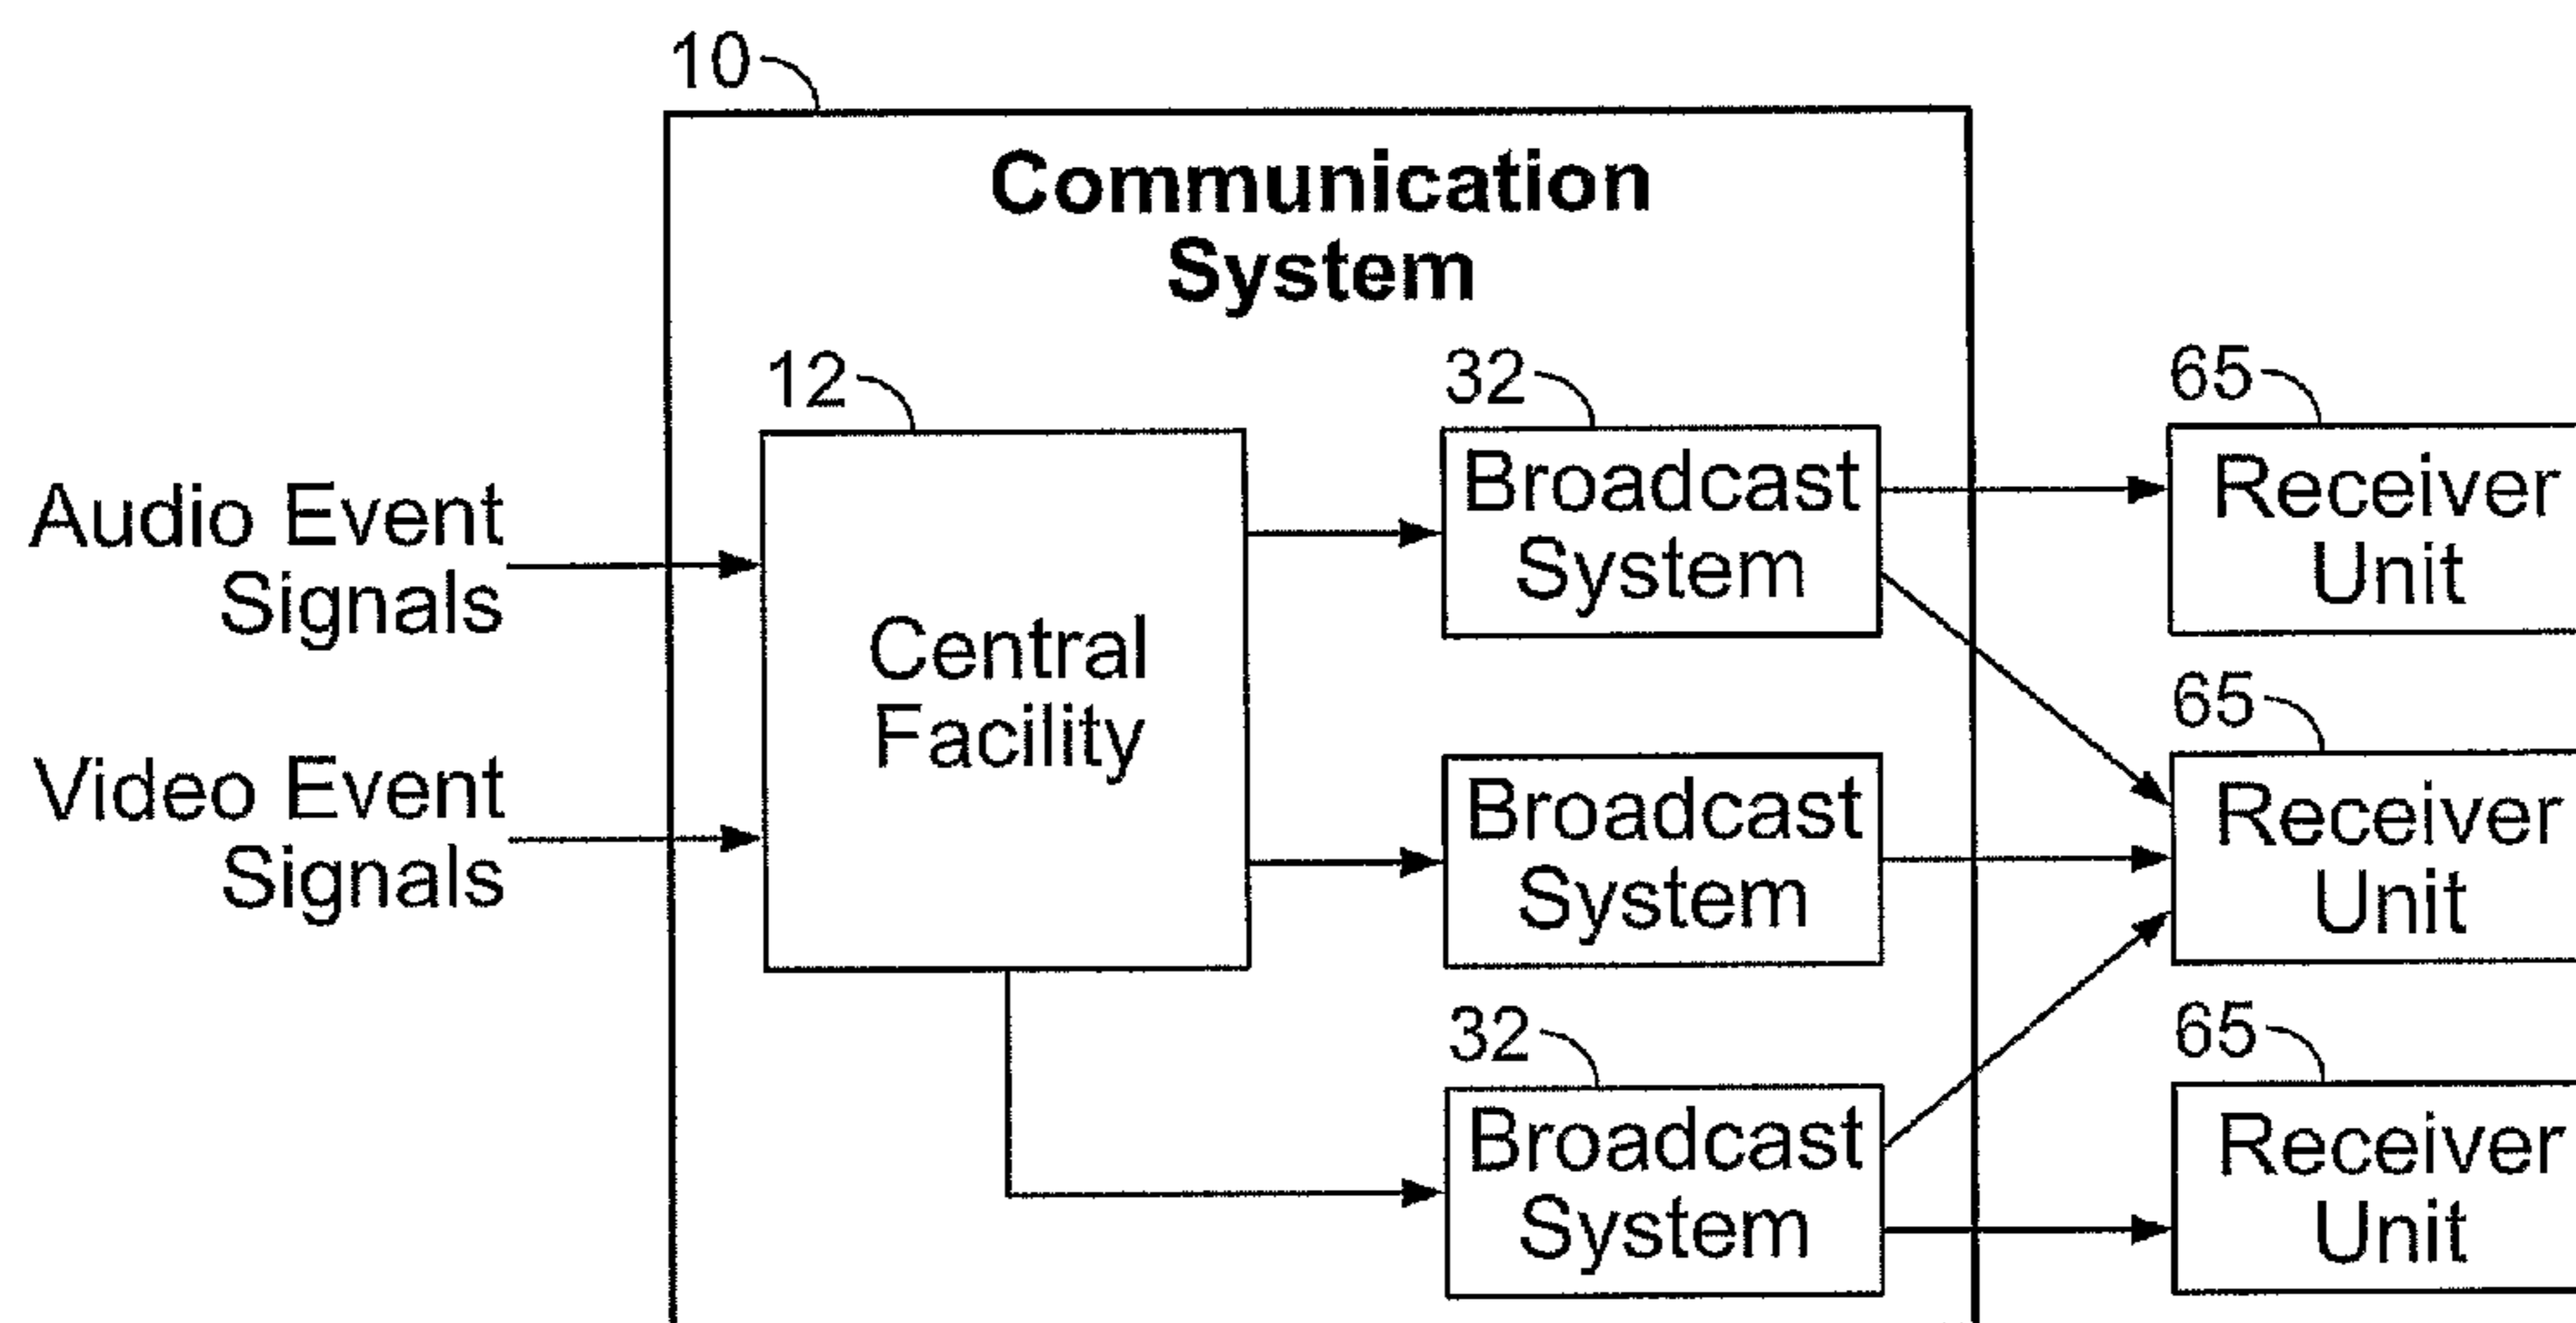 10
Communication
System
12
32
65
Audio Event
Signals
Central
Facility
Broadcast
System
Receiver
Unit
65
Video Event
Signals
Broadcast
System
Receiver
Unit
32
65
Broadcast
System
Receiver
Unit